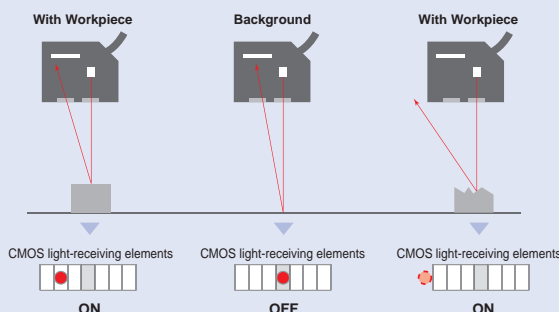 With Workpiece
Background
With Workpiece
CMOS light-receiving elements
CMOS light-receiving elements
CMOS light-receiving elements
ON
OFF
ON